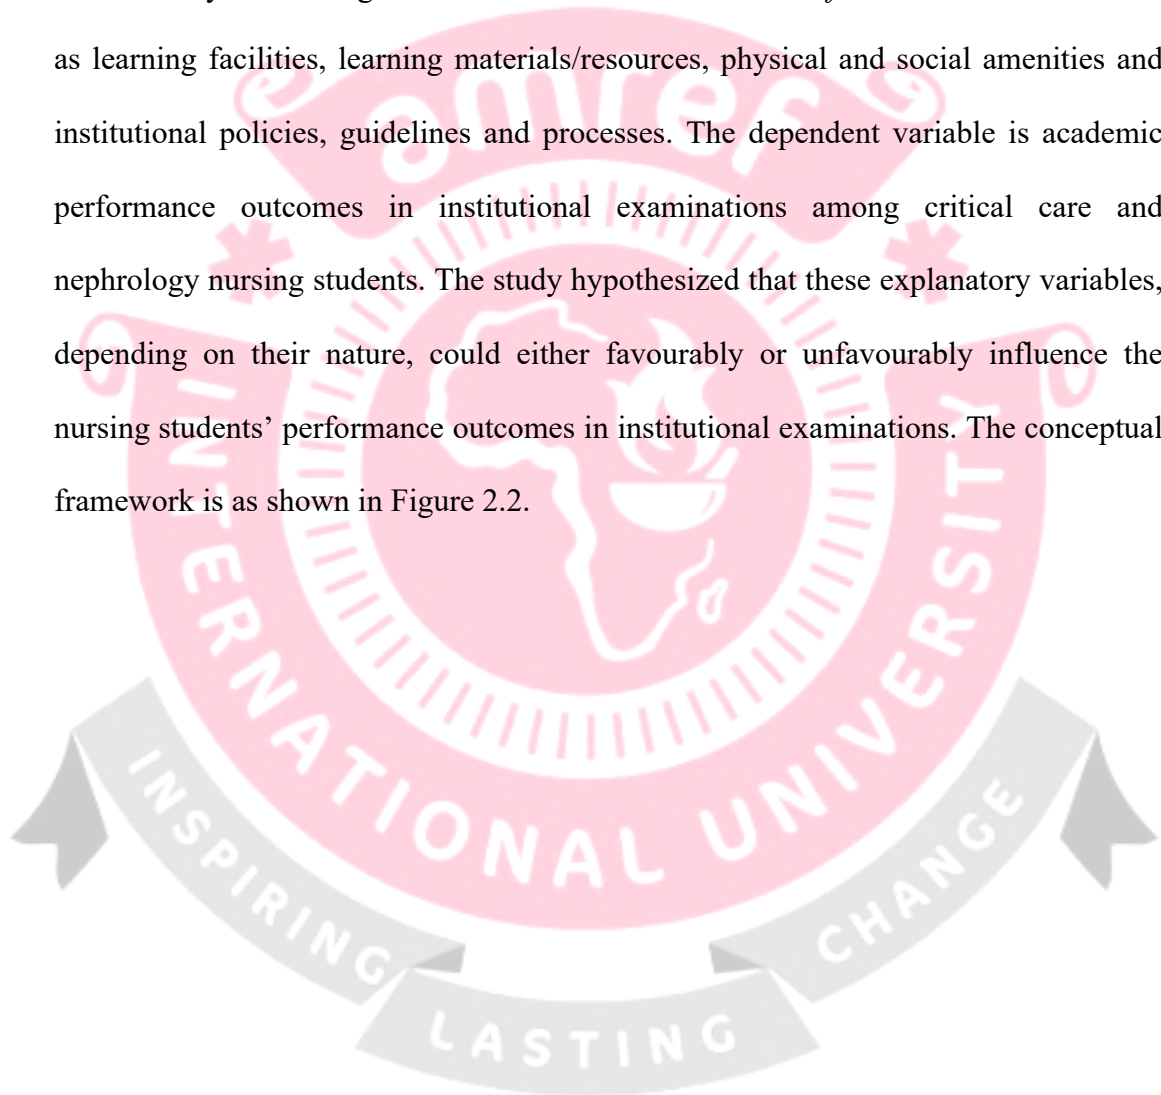 as learning facilities, learning materials/resources, physical and social amenities and
institutional policies, guidelines and processes. The dependent variable is academic
performance outcomes in institutional examinations among critical care and
nephrology nursing students. The study hypothesized that these explanatory variables,
depending on their nature, could either favourably or unfavourably influence the
nursing students’ performance outcomes in institutional examinations. The conceptual
framework is as shown in Figure 2.2.
amref
INTERNATIONAL UNIVERSITY
INSPIRING
LASTING
CHANGE